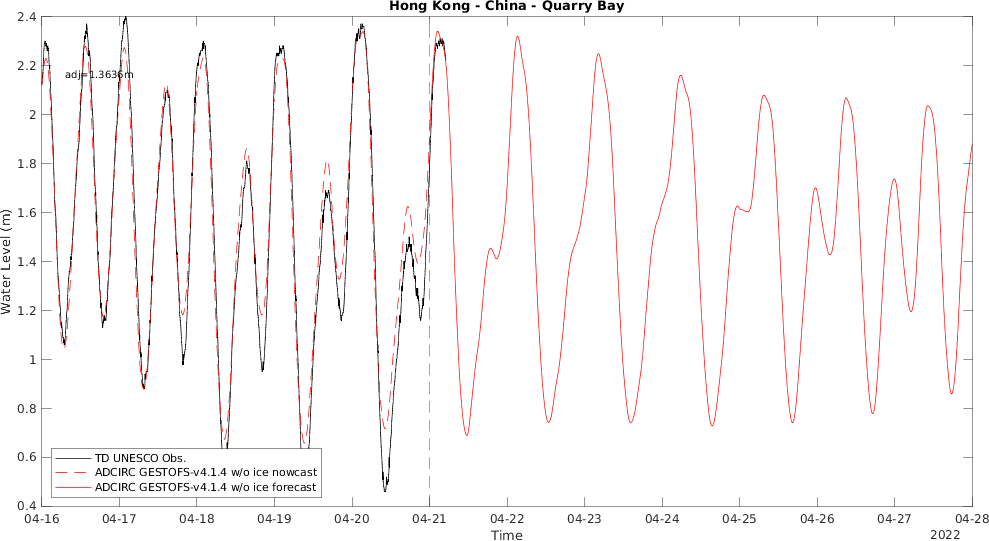 Hong Kong - China - Quarry Bay
2.4
2.2
2
1.8
1.6
1.4
1.2
1
0.8
0.6
0.4
Water Level (m)
adj=1.3636m
TD UNESCO Obs.
ADCIRC GESTOFS-v4.1.4 w/o ice nowcast
ADCIRC GESTOFS-v4.1.4 w/o ice forecast
04-16 04-17 04-18 04-19 04-20 04-21 04-22 04-23 04-24 04-25 04-26 04-27 04-28
Time
2022